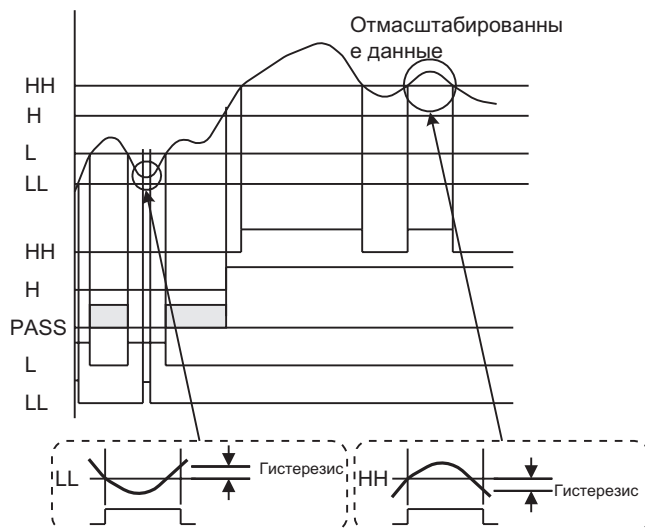 Отмасштабированны
е данные
HH
H
L
LL
HH
H
PASS
L
LL
LL
Гистерезис
HH
Гистерезис